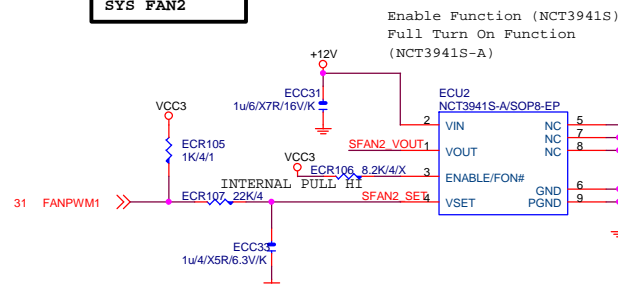 SYS FAN2
Enable Function (NCT3941S)
Full Turn On Function
(NCT3941S-A)
+12V
ECC31
1u/6/X7R/16V/K
ECU2
NCT3941S-A/SOP8-EP
VCC3
2 VIN NC 5
NC 7
ECR105
1K/4/1
SFAN2_VOUT 1 VOUT NC 8
VCC3
ECR106 8.2K/4/X 3 ENABLE/FON#
INTERNAL PULL HI
GND 6
31 FANPWM1 ECR107 22K/4 SFAN2_SET 4 VSET PGND 9
ECC33
1u/4/X5R/6.3V/K